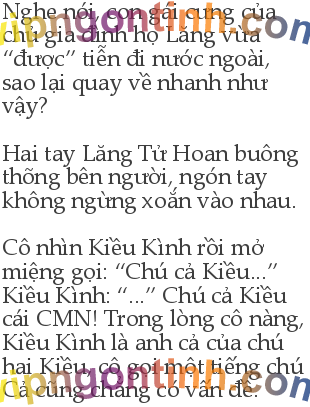 Nghe nói, con gái cưng của
chủ gia đình họ Lăng vừa
“được” tiễn đi nước ngoài,
sao lại quay về nhanh như
vậy?
Hai tay Lăng Tử Hoan buông
thõng bên người, ngón tay
không ngừng xoắn vào nhau.
Cô nhìn Kiều Kình rồi mở
miệng gọi: “Chú cả Kiều...”
Kiều Kình: “...” Chú cả Kiều
cái CMN! Trong lòng cô nàng,
Kiều Kình là anh cả của chú
hai Kiều, cô gọi một tiếng chú
cả cũng chẳng có vấn đề.
vipngontinh.com
vipngontinh.com